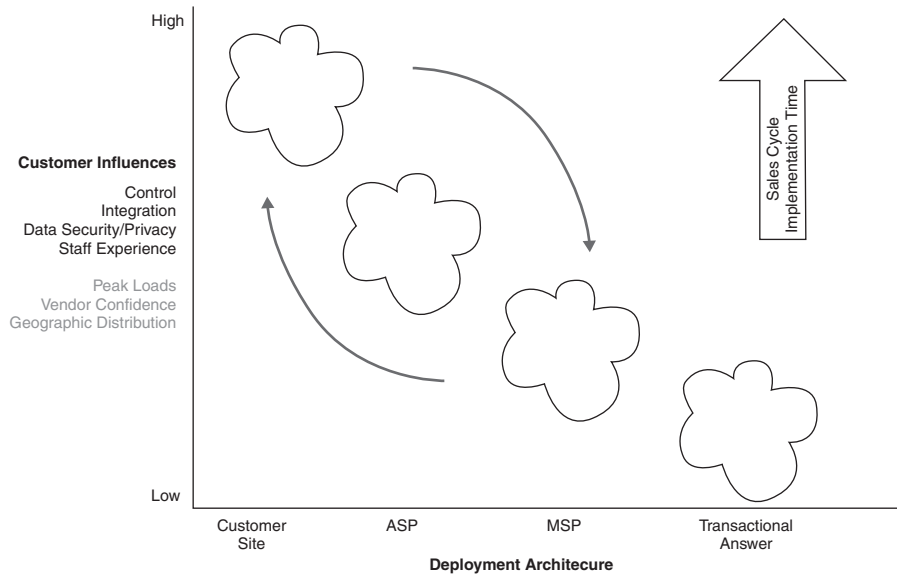 High
Customer Influences
Control
Integration
Data Security/Privacy
Staff Experience
Peak Loads
Vendor Confidence
Geographic Distribution
Low
Sales Cycle
Implementation Time
Customer
Site
ASP
MSP
Transactional
Answer
Deployment Architecure